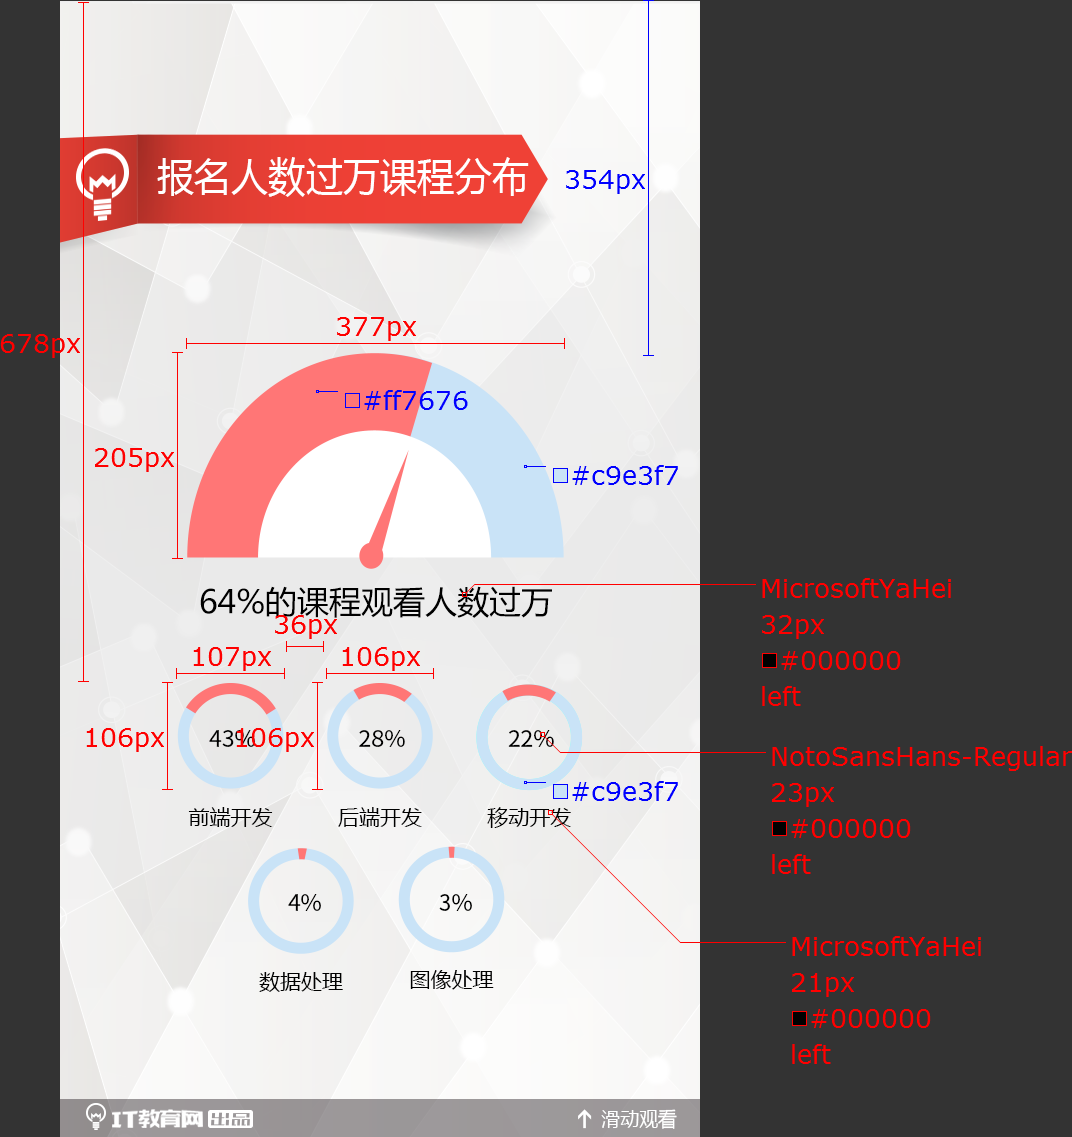 报名人数过万课程分布
354px
678px
377px
#ff7676
205px
#c9e3f7
64%的课程观看人数过万
MicrosoftYaHei
32px
#000000
left
36px
107px
106px
106px
43%
106px
28%
22%
NotoSansHans-Regular
23px
#000000
left
#c9e3f7
前端开发
后端开发
移动开发
4%
3%
MicrosoftYaHei
21px
#000000
left
数据处理
图像处理
IT教育网 出品
滑动观看